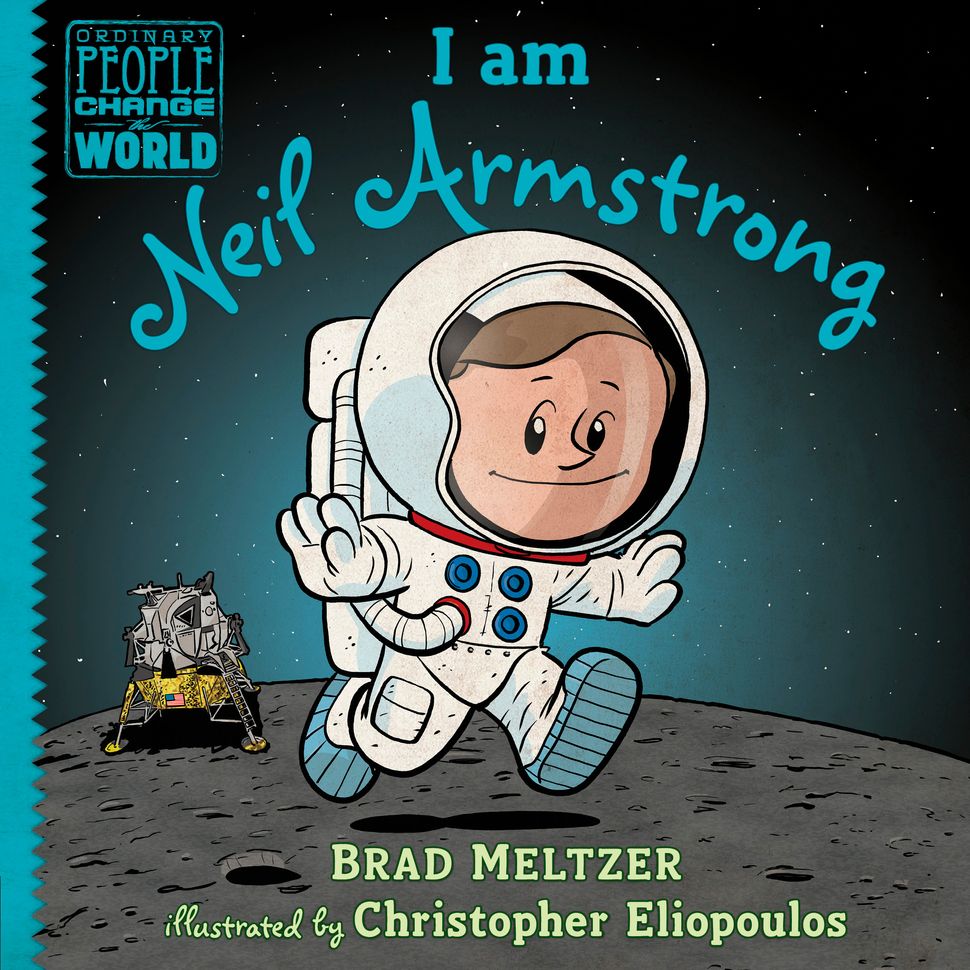 ORDINARY
PEOPLE
CHANGE
the
WORLD
I am
Neil Armstrong
BRAD MELTZER
illustrated by Christopher Eliopoulos